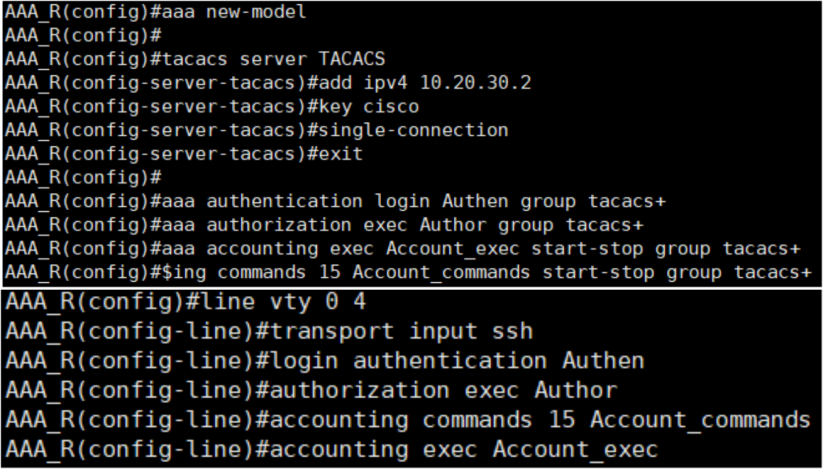 AAA_R(config)#aaa new-model
AAA_R(config)#
AAA_R(config)#tacacs server TACACS
AAA_R(config-server-tacacs)#add ipv4 10.20.30.2
AAA_R(config-server-tacacs)#key cisco
AAA_R(config-server-tacacs)#single-connection
AAA_R(config-server-tacacs)#exit
AAA_R(config)#
AAA_R(config)#aaa authentication login Authen group tacacs+
AAA_R(config)#aaa authorization exec Author group tacacs+
AAA_R(config)#aaa accounting exec Account_exec start-stop group tacacs+
AAA_R(config)#$ing commands 15 Account_commands start-stop group tacacs+
AAA_R(config)#line vty 0 4
AAA_R(config-line)#transport input ssh
AAA_R(config-line)#login authentication Authen
AAA_R(config-line)#authorization exec Author
AAA_R(config-line)#accounting commands 15 Account_commands
AAA_R(config-line)#accounting exec Account_exec